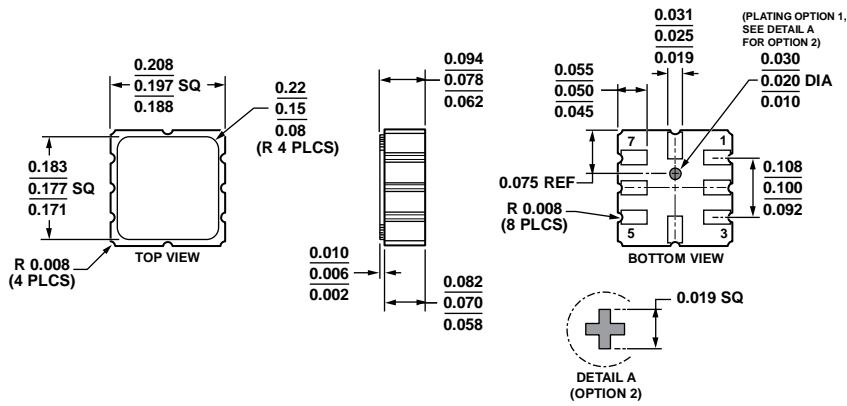 0.208
0.197 SQ
0.188
0.22
0.15
0.08
(R 4 PLCS)
0.183
0.177 SQ
0.171
R 0.008
(4 PLCS)
TOP VIEW
0.094
0.078
0.062
0.010
0.006
0.002
0.082
0.070
0.058
0.031
0.025
0.019
(PLATING OPTION 1,
SEE DETAIL A
FOR OPTION 2)
0.055
0.050
0.045
0.030
0.020 DIA
0.010
7
1
0.075 REF
0.108
0.100
0.092
R 0.008
(8 PLCS)
5
3
BOTTOM VIEW
0.019 SQ
DETAIL A
(OPTION 2)